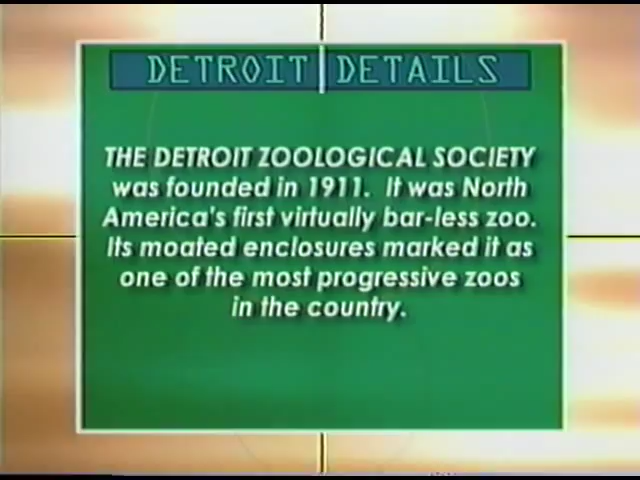 DETROIT DETAILS
THE DETROIT ZOOLOGICAL SOCIETY
was founded in 1911. It was North
America's first virtually bar-less zoo.
Its moated enclosures marked it as
one of the most progressive zoos
in the country.